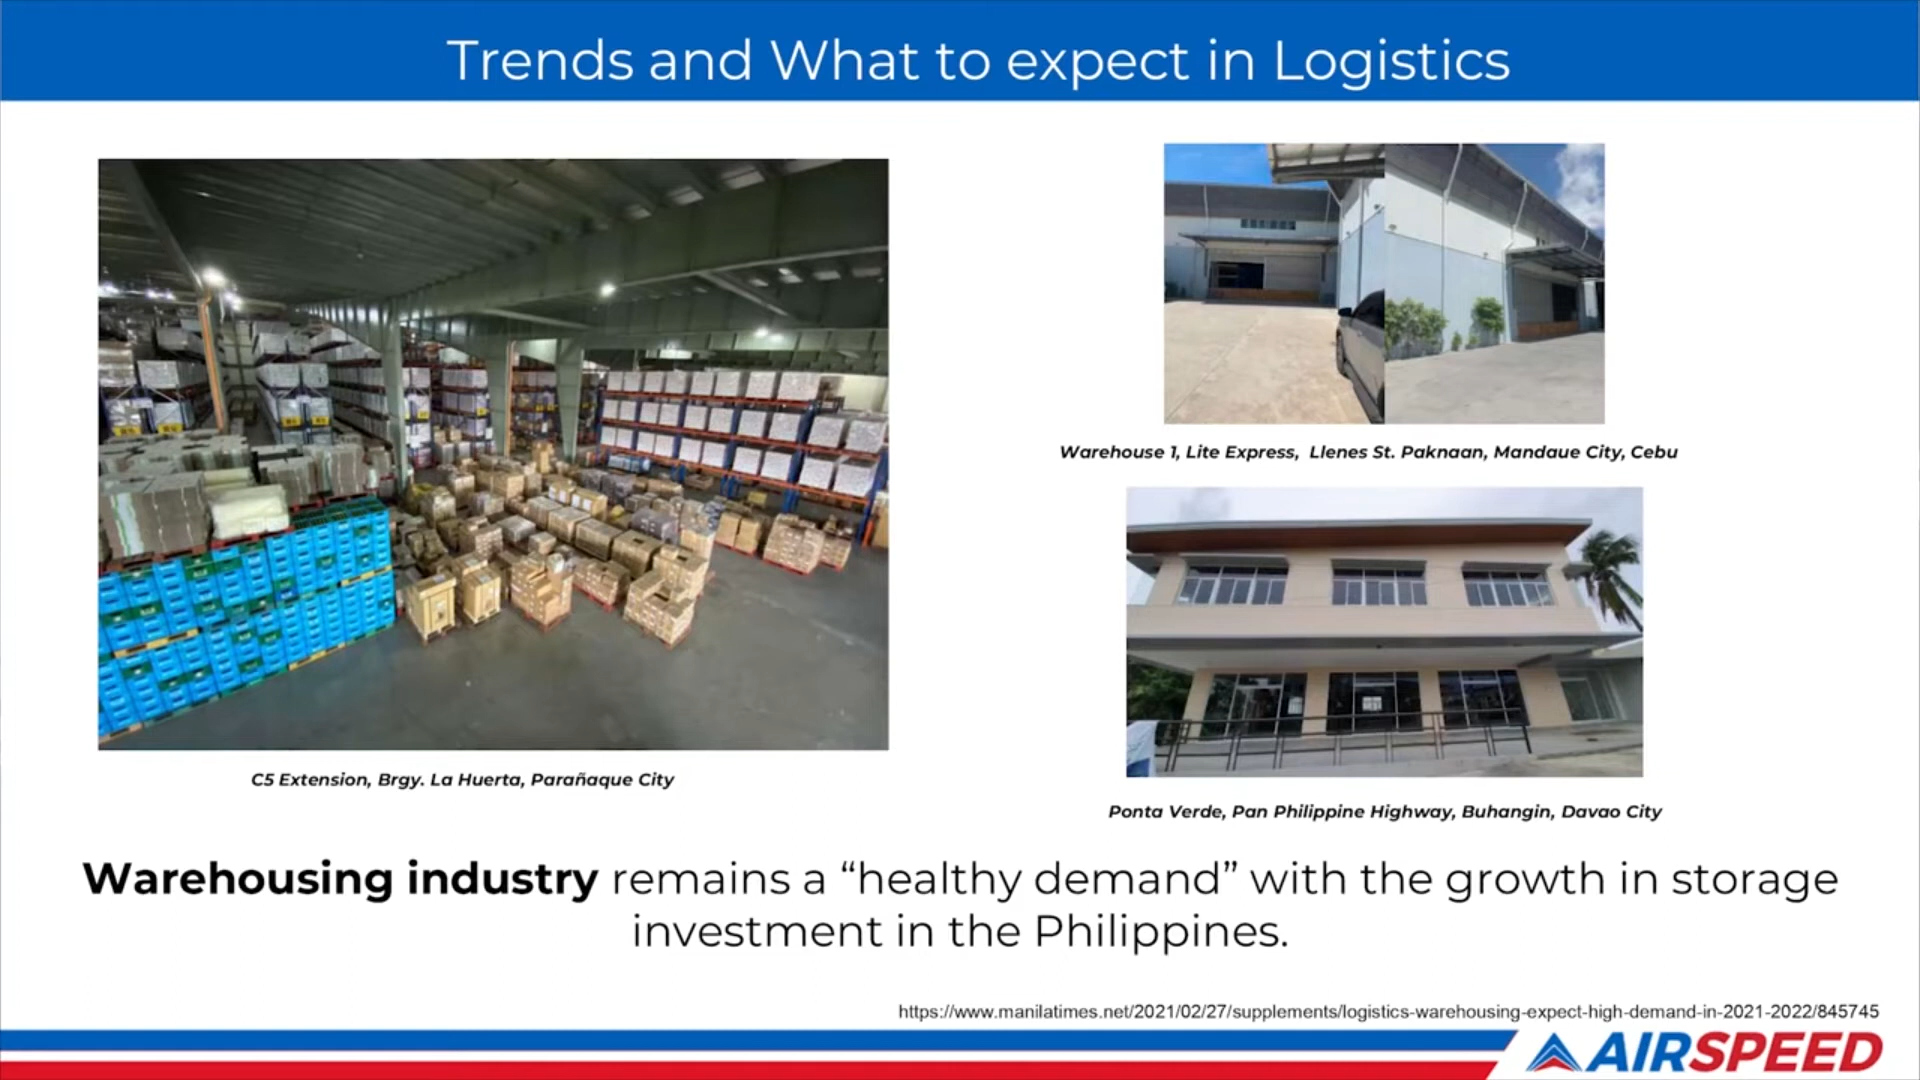 Trends and What to expect in Logistics
C5 Extension, Brgy. La Huerta, Parañaque City
Warehouse 1, Lite Express,  Llenes St. Paknaan, Mandaue City, Cebu
Ponta Verde, Pan Philippine Highway, Buhangin, Davao City
Warehousing industry remains a “healthy demand” with the growth in storage
investment in the Philippines.
https://www.manilatimes.net/2021/02/27/supplements/logistics-warehousing-expect-high-demand-in-2021-2022/845745
AIRSPEED